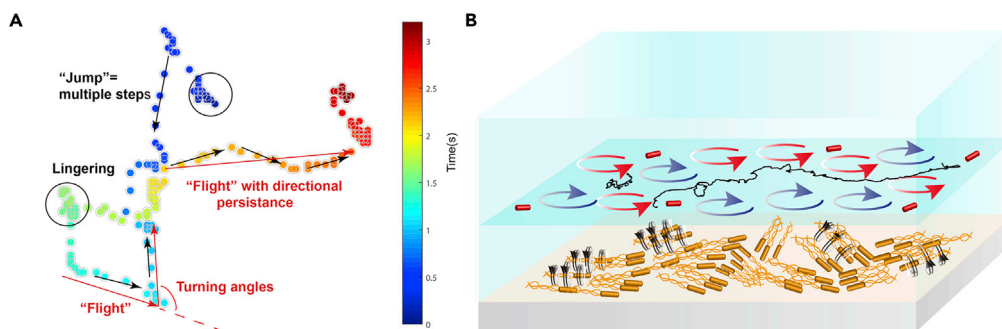 A
"Jump"=
multiple steps
Lingering
"Flight" with directional
persistance
Turning angles
"Flight"
3
2.5
2
1.5
1
0.5
0
Time(s)
B